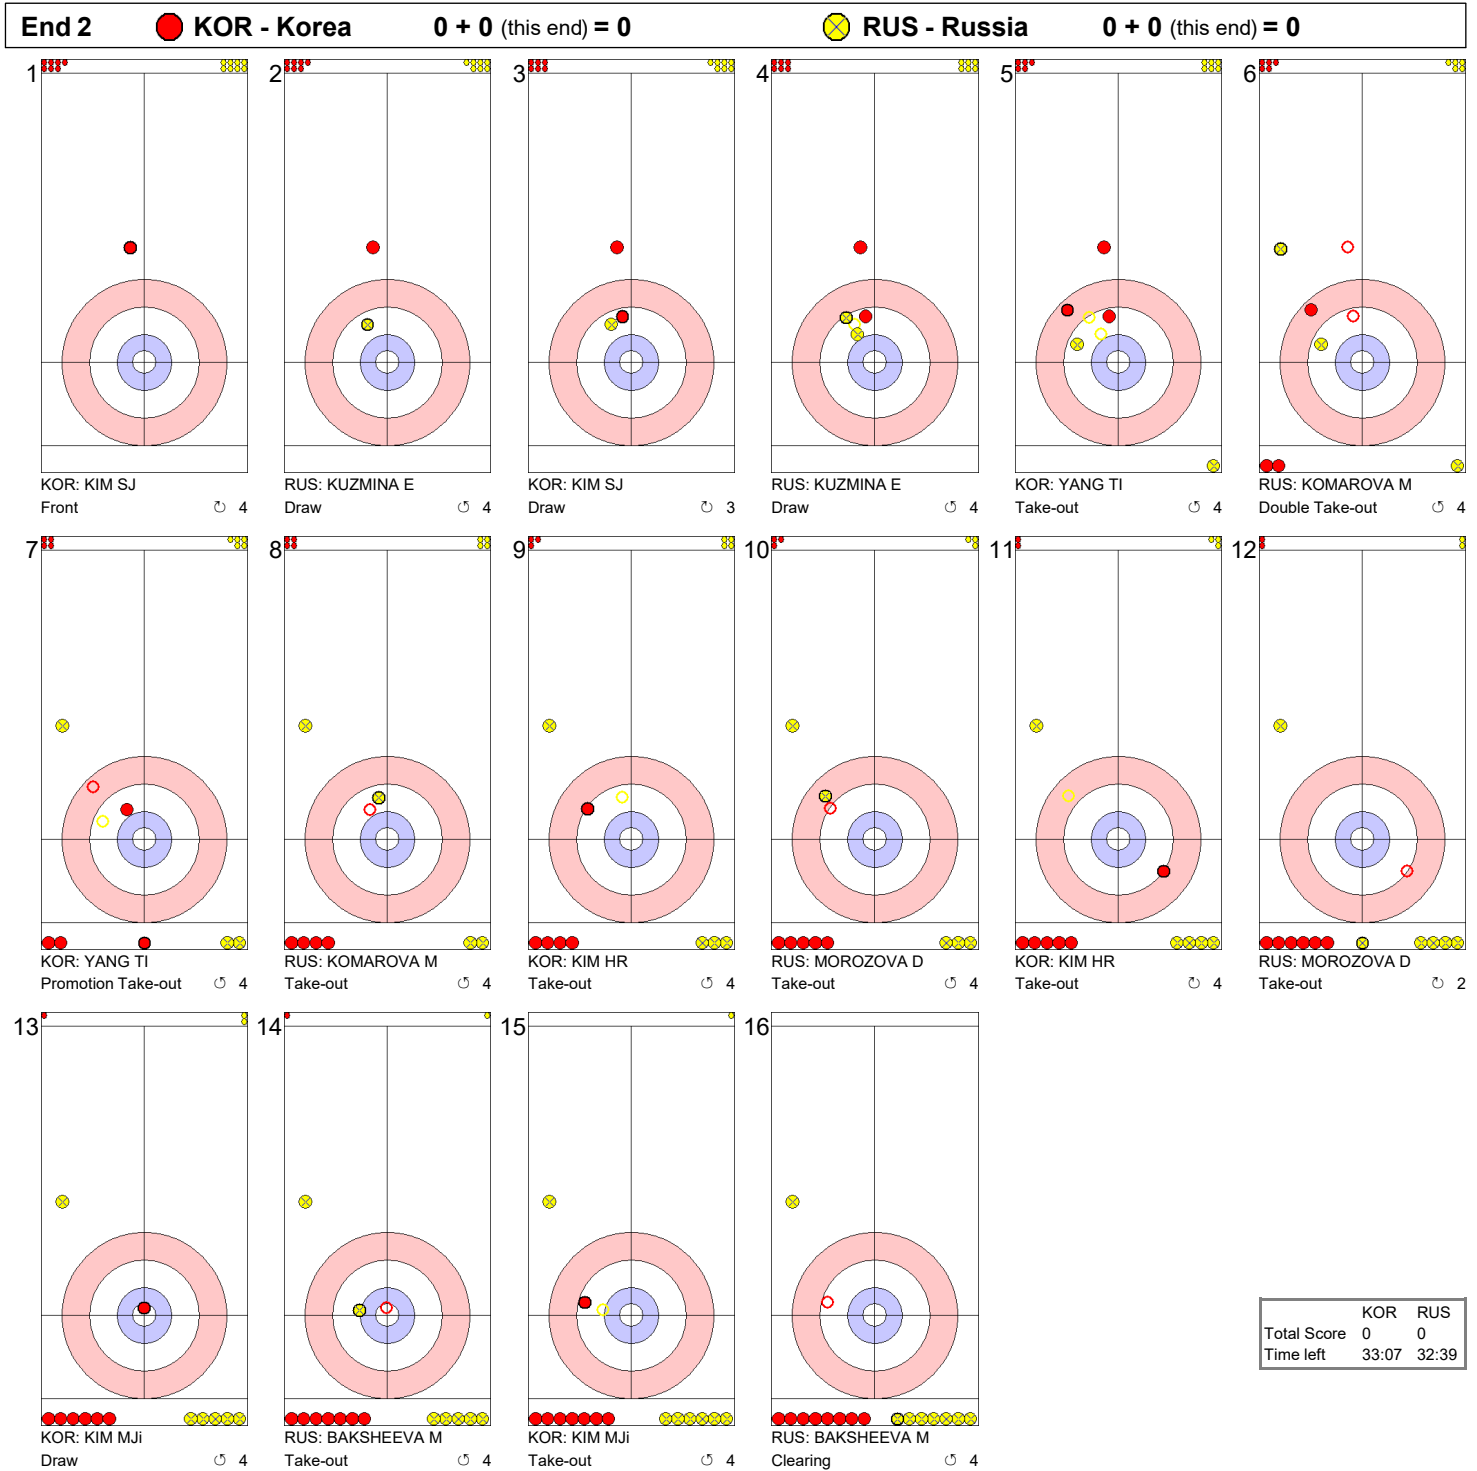 End 2 KOR - Korea 0 + 0 (this end) = 0 RUS - Russia 0 + 0 (this end) = 0
1 2 3 4 5 6
KOR: KIM SJ RUS: KUZMINA E KOR: KIM SJ RUS: KUZMINA E KOR: YANG TI RUS: KOMAROVA M
Front ↻ 4 Draw ↺ 4 Draw ↻ 3 Draw ↺ 4 Take-out ↺ 4 Double Take-out ↺ 4
7 8 9 10 11 12
KOR: YANG TI RUS: KOMAROVA M KOR: KIM HR RUS: MOROZOVA D KOR: KIM HR RUS: MOROZOVA D
Promotion Take-out ↺ 4 Take-out ↺ 4 Take-out ↺ 4 Take-out ↺ 4 Take-out ↻ 4 Take-out ↻ 2
13 14 15 16
KOR RUS
Total Score 0 0
Time left 33:07 32:39
KOR: KIM MJi RUS: BAKSHEEVA M KOR: KIM MJi RUS: BAKSHEEVA M
Draw ↺ 4 Take-out ↺ 4 Take-out ↺ 4 Clearing ↺ 4